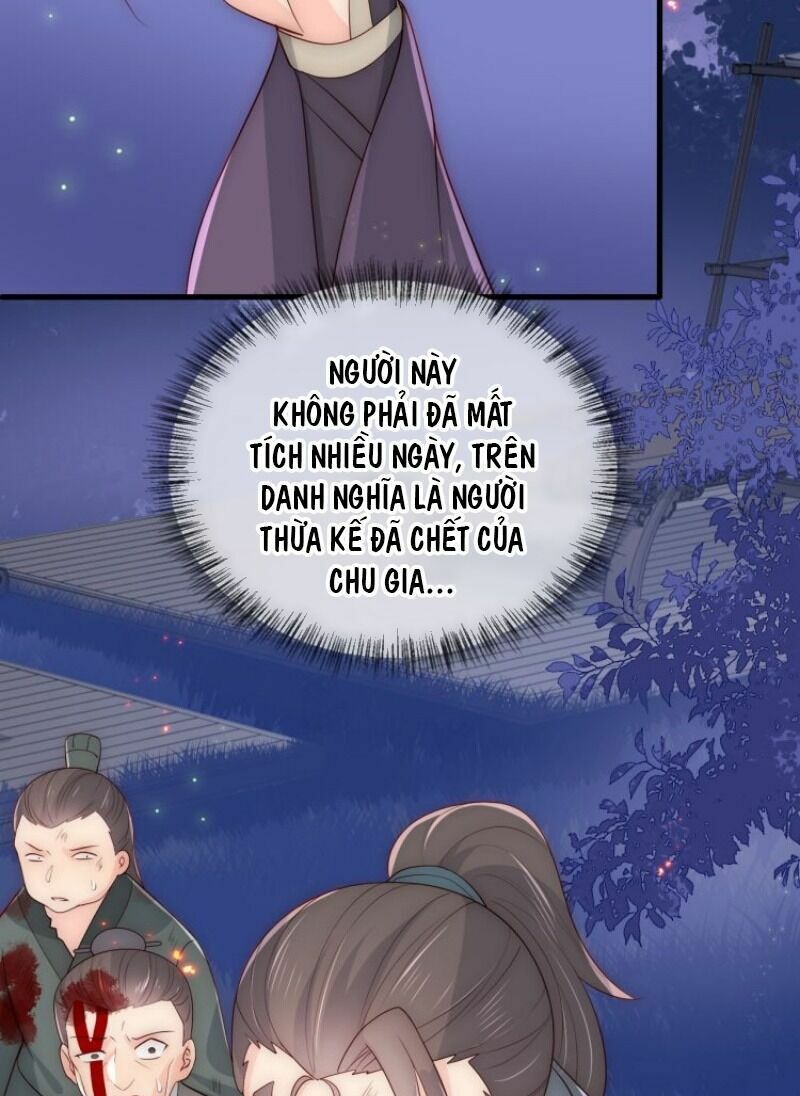 NGƯỜI NÀY
KHÔNG PHẢI ĐÃ MẤT
TÍCH NHIỀU NGÀY, TRÊN
DANH NGHĨA LÀ NGƯỜI
THỪA KẾ ĐÃ CHẾT CỦA
CHU GIA...